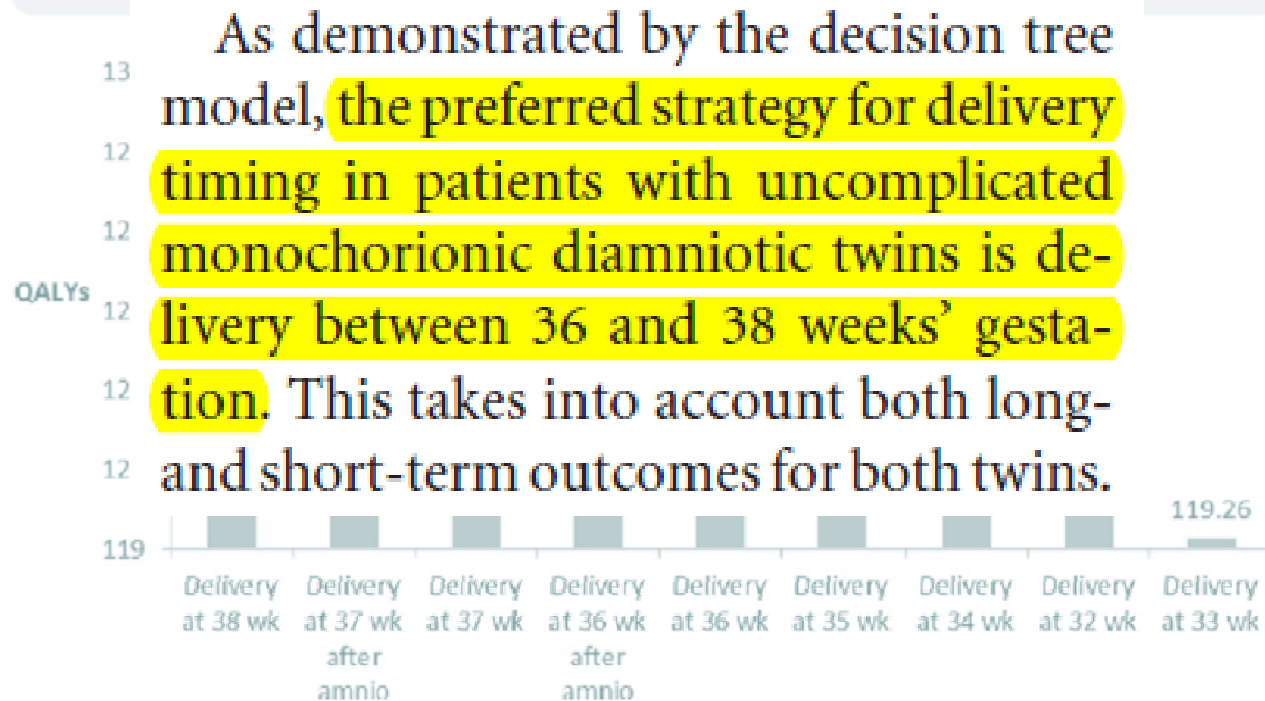 As demonstrated by the decision tree
model, the preferred strategy for delivery
timing in patients with uncomplicated
monochorionic diamniotic twins is de-
livery between 36 and 38 weeks’ gesta-
tion. This takes into account both long-
and short-term outcomes for both twins.
13
12
12
QALYs
12
12
12
119
119.26
Delivery at 38 wk
Delivery at 37 wk after amnio
Delivery at 37 wk
Delivery at 36 wk after amnio
Delivery at 36 wk
Delivery at 35 wk
Delivery at 34 wk
Delivery at 32 wk
Delivery at 33 wk